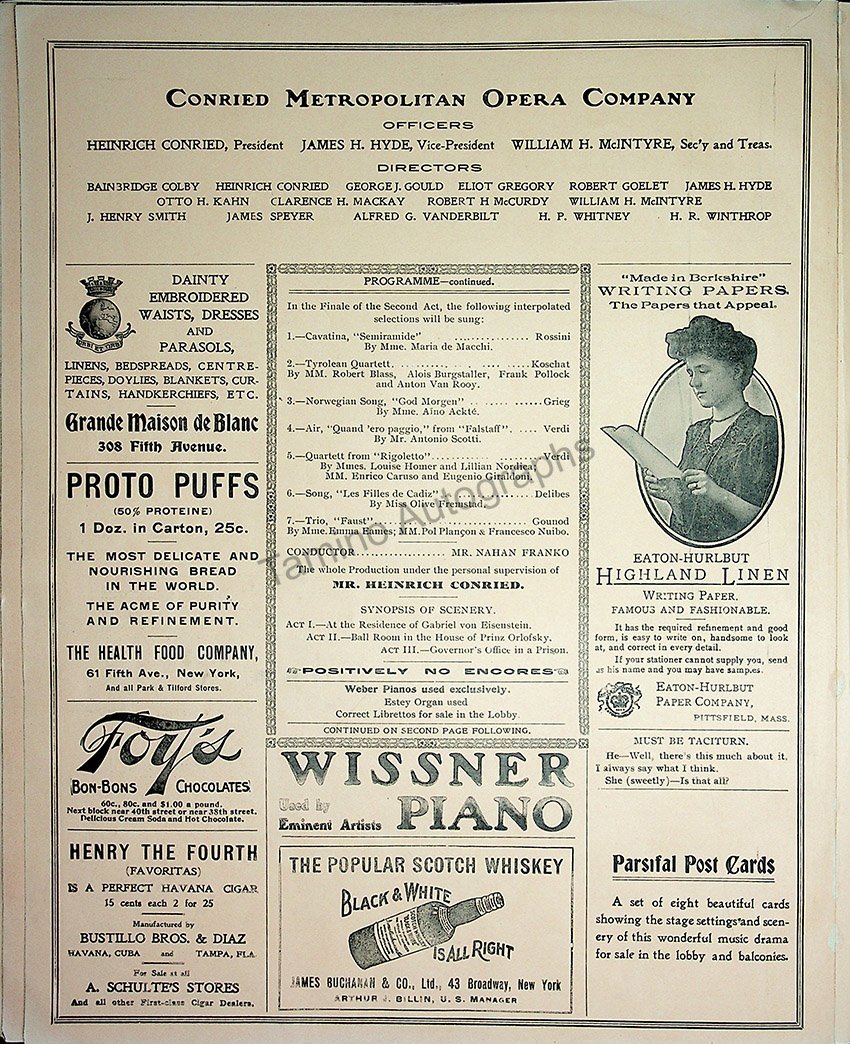 CONRIED METROPOLITAN OPERA COMPANY
OFFICERS
HEINRICH CONRIED, President JAMES H. HYDE, Vice-President WILLIAM H. McINTYRE, Sec'y and Treas.
DIRECTORS
BAINBRIDGE COLBY HEINRICH CONRIED GEORGE J. GOULD ELIOT GREGORY ROBERT GOELET JAMES H. HYDE
OTTO H. KAHN CLARENCE H. MACKAY ROBERT H McCURDY WILLIAM H. McINTYRE
J. HENRY SMITH JAMES SPEYER ALFRED G. VANDERBILT H. P. WHITNEY H. R. WINTHROP
DAINTY
EMBROIDERED
WAISTS, DRESSES
AND
PARASOLS,
LINENS, BEDSPREADS, CENTRE-
PIECES, DOYLIES, BLANKETS, CUR-
TAINS, HANDKERCHIEFS, ETC.
Grande Maison de Blanc
308 Fifth Avenue.
PROTO PUFFS
(50% PROTEINE)
1 Doz. in Carton, 25c.
THE MOST DELICATE AND
NOURISHING BREAD
IN THE WORLD.
THE ACME OF PURITY
AND REFINEMENT.
THE HEALTH FOOD COMPANY,
61 Fifth Ave., New York,
And all Park & Tilford Stores.
Foy's
BON-BONS CHOCOLATES
60c., 80c. and $1.00 a pound.
Next block near 40th street or near 38th street.
Delicious Cream Soda and Hot Chocolate.
HENRY THE FOURTH
(FAVORITAS)
IS A PERFECT HAVANA CIGAR
15 cents each 2 for 25
Manufactured by
BUSTILLO BROS. & DIAZ
HAVANA, CUBA and TAMPA, FLA.
For Sale at all
A. SCHULTE'S STORES
And all other First-class Cigar Dealers.
PROGRAMME—continued.
In the Finale of the Second Act, the following interpolated
selections will be sung:
1.—Cavatina, "Semiramide" .................. Rossini
By Mme. Maria de Macchi.
2.—Tyrolean Quartett.......................... Koschat
By MM. Robert Blass, Alois Burgstaller, Frank Pollock
and Anton Van Rooy.
3.—Norwegian Song, "God Morgen" ................Grieg
By Mme. Aïno Ackté.
4.—Air, "Quand 'ero paggio," from "Falstaff". .... Verdi
By Mr. Antonio Scotti.
5.—Quartett from "Rigoletto"....................Verdi
By Mmes. Louise Homer and Lillian Nordica;
MM. Enrico Caruso and Eugenio Giraldoni.
6.—Song, "Les Filles de Cadiz".................. Delibes
By Miss Olive Fremstad.
7.—Trio, "Faust"............................ Gounod
By Mme. Emma Eames; MM. Pol Plançon & Francesco Nuibo.
CONDUCTOR.................. MR. NAHAN FRANKO
The whole Production under the personal supervision of
MR. HEINRICH CONRIED.
SYNOPSIS OF SCENERY.
ACT I.—At the Residence of Gabriel von Eisenstein.
ACT II.—Ball Room in the House of Prinz Orlofsky.
ACT III.—Governor's Office in a Prison.
POSITIVELY NO ENCORES
Weber Pianos used exclusively.
Estey Organ used
Correct Librettos for sale in the Lobby
CONTINUED ON SECOND PAGE FOLLOWING.
WISSNER
Used by
Eminent Artists PIANO
THE POPULAR SCOTCH WHISKEY
BLACK & WHITE
IS ALL RIGHT
JAMES BUCHANAN & CO., Ltd., 43 Broadway, New York
ARTHUR J. BILLIN, U. S. MANAGER
"Made in Berkshire"
WRITING PAPERS.
The Papers that Appeal.
EATON-HURLBUT
HIGHLAND LINEN
WRITING PAPER.
FAMOUS AND FASHIONABLE.
It has the required refinement and good
form, is easy to write on, handsome to look
at, and correct in every detail.
If your stationer cannot supply you, send
us his name and you may have samples.
EATON-HURLBUT
PAPER COMPANY,
PITTSFIELD, MASS.
MUST BE TACITURN.
He—Well, there's this much about it,
I always say what I think.
She (sweetly)—Is that all?
Parsifal Post Cards
A set of eight beautiful cards
showing the stage settings and scen-
ery of this wonderful music drama
for sale in the lobby and balconies.
Tamino Autographs